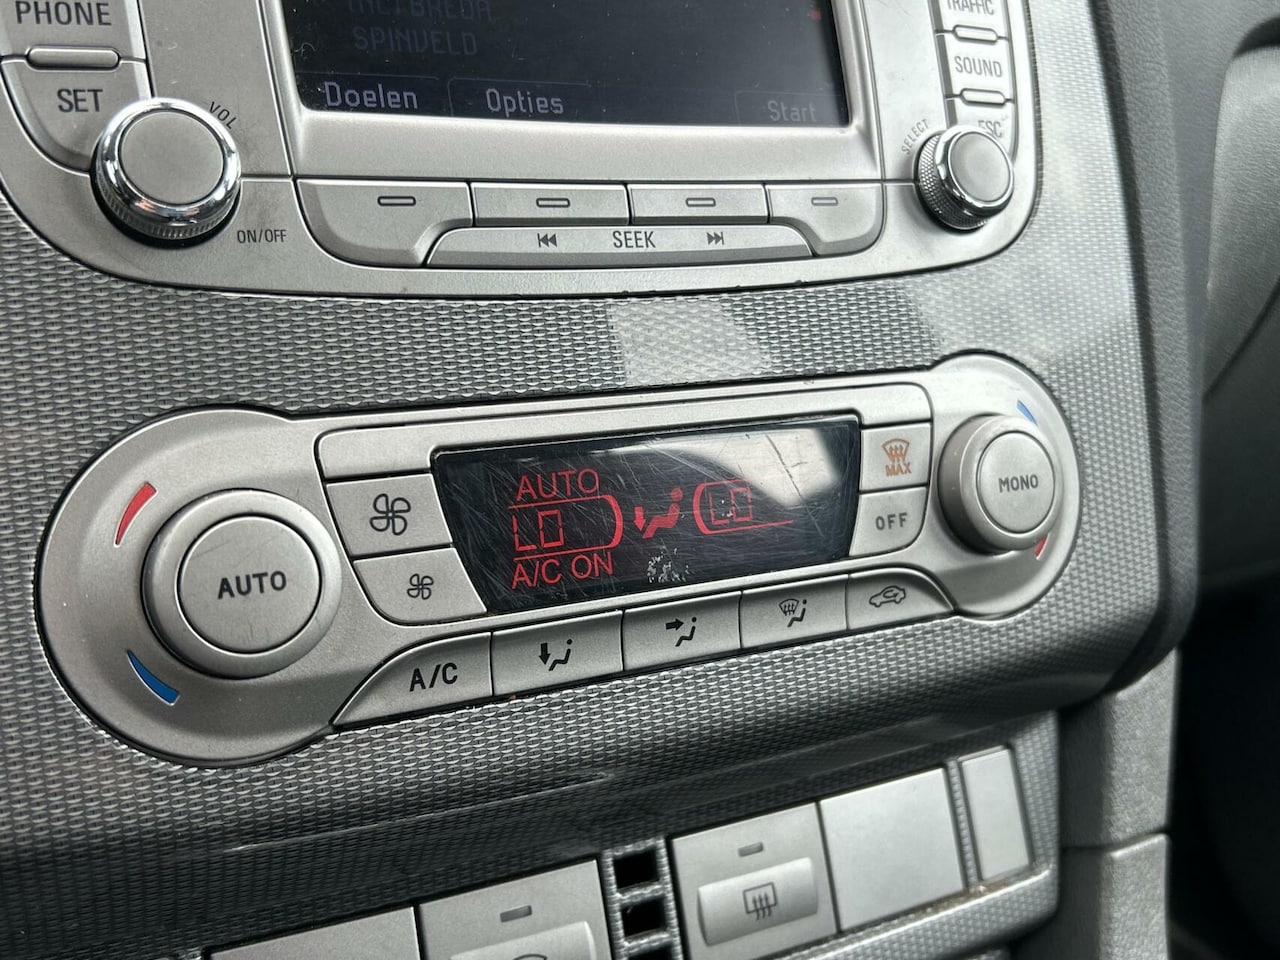 PHONE
SET
VOL
ON/OFF
SPINVELD
Doelen
Opties
Start
TRAFFIC
SOUND
ESC
SELECT
SEEK
AUTO
AUTO
LO
A/C ON
LO
MAX
OFF
MONO
A/C